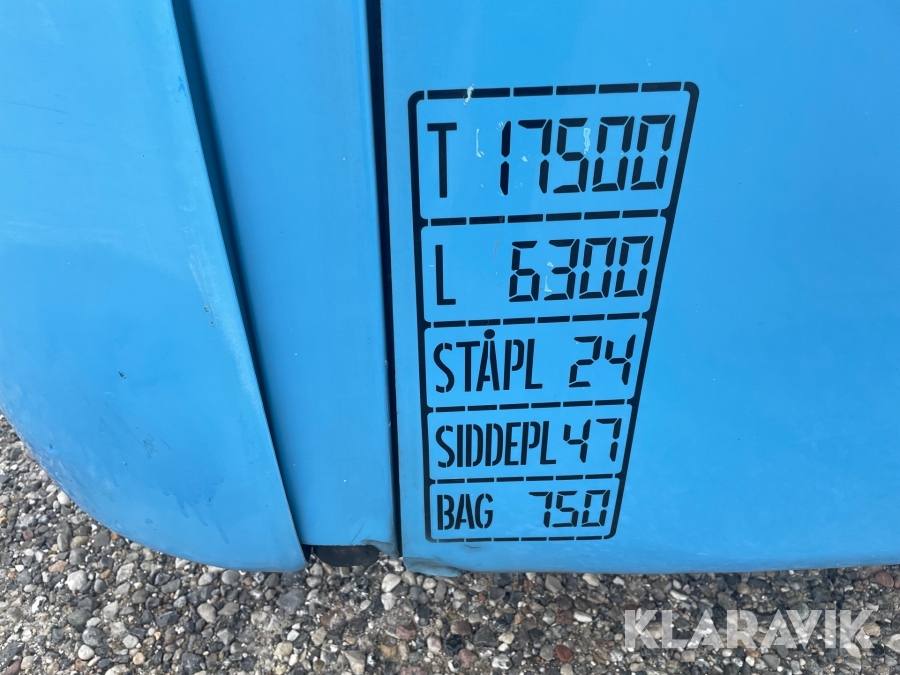 T 17500
L 6300
STÅPL 24
SIDDEPL 47
BAG 750
KLARAVIK